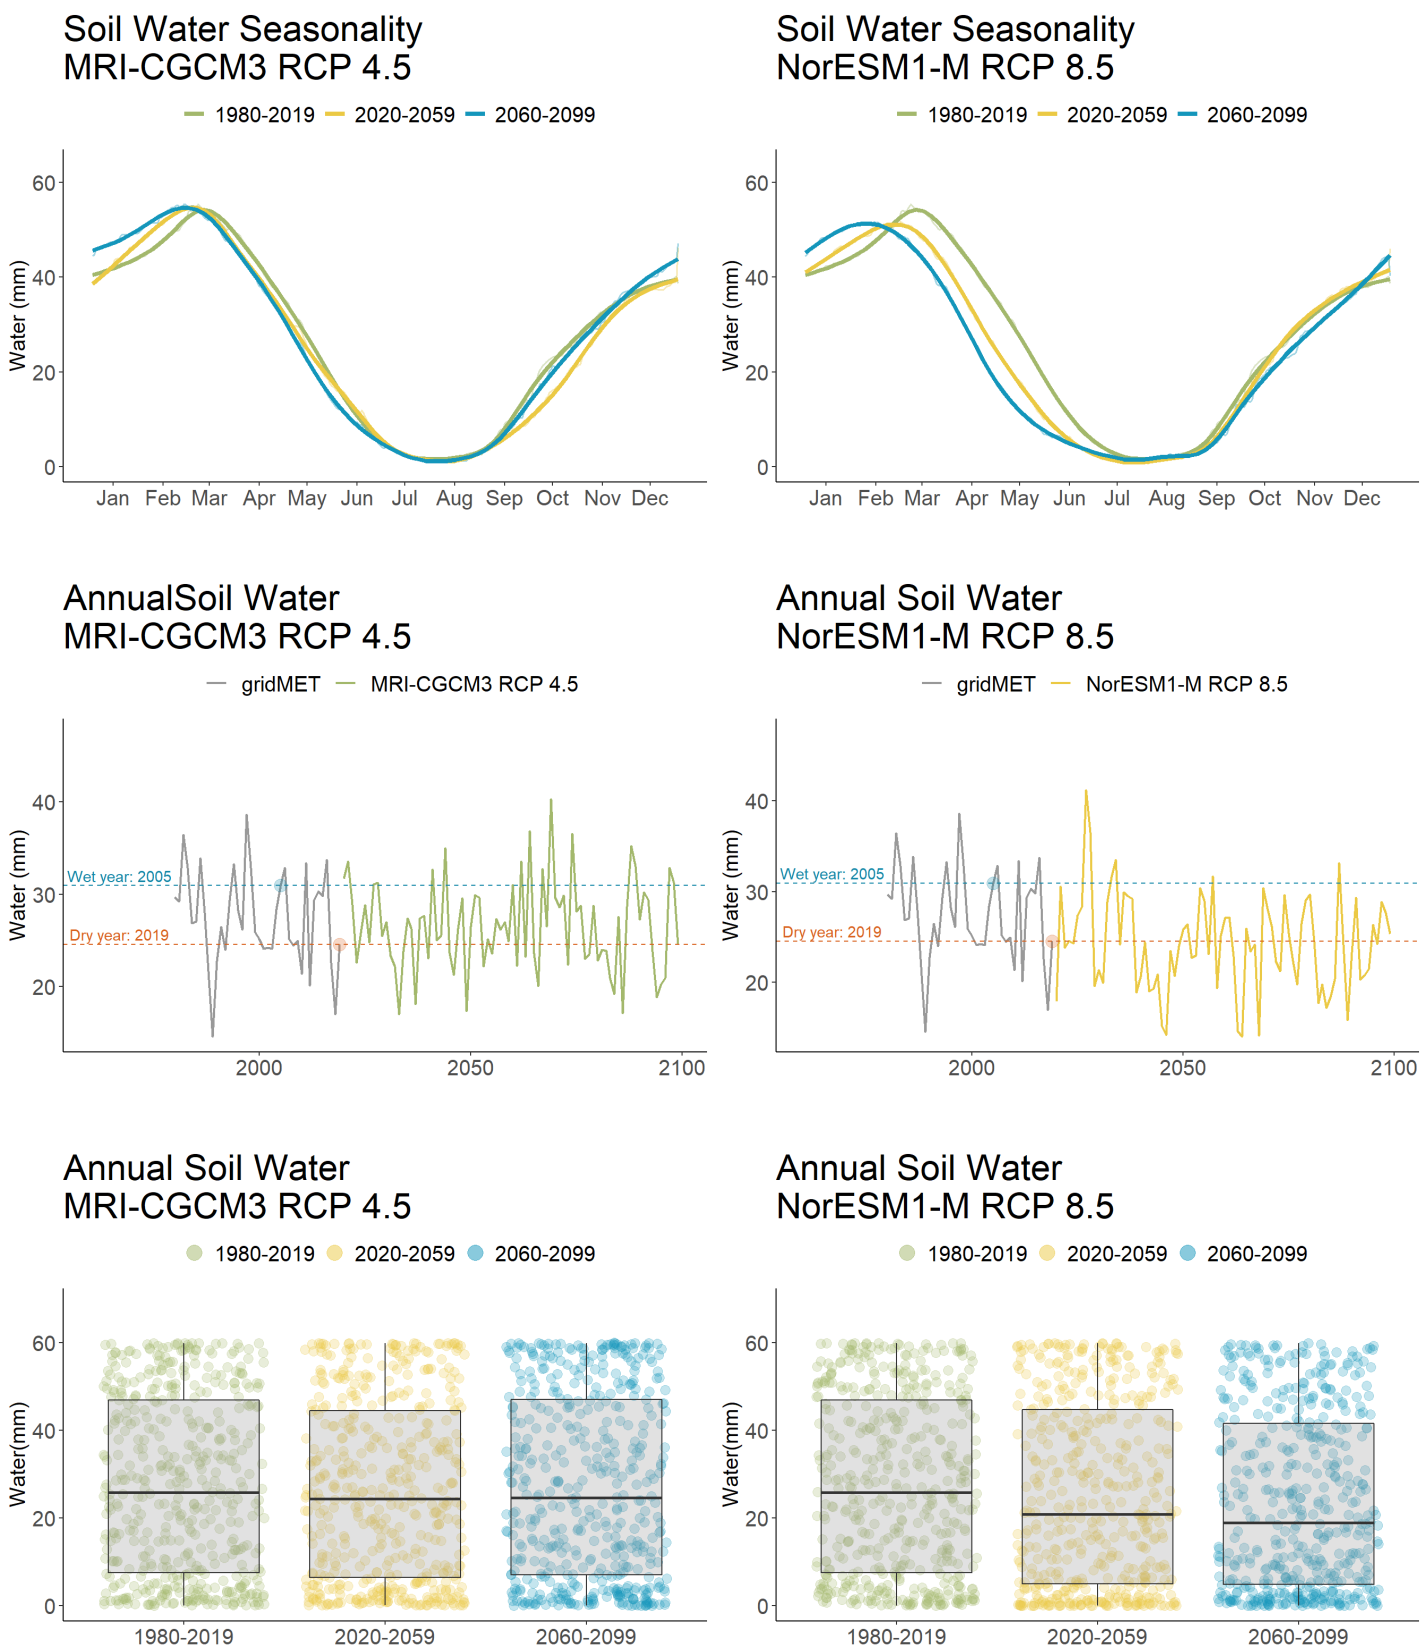 Soil Water Seasonality
MRI-CGCM3 RCP 4.5
1980-2019 2020-2059 2060-2099
Water (mm)
60
40
20
0
Jan Feb Mar Apr May Jun Jul Aug Sep Oct Nov Dec
Soil Water Seasonality
NorESM1-M RCP 8.5
1980-2019 2020-2059 2060-2099
Water (mm)
60
40
20
0
Jan Feb Mar Apr May Jun Jul Aug Sep Oct Nov Dec
AnnualSoil Water
MRI-CGCM3 RCP 4.5
gridMET MRI-CGCM3 RCP 4.5
Water (mm)
40
30
20
Wet year: 2005
Dry year: 2019
2000 2050 2100
Annual Soil Water
NorESM1-M RCP 8.5
gridMET NorESM1-M RCP 8.5
Water (mm)
40
30
20
Wet year: 2005
Dry year: 2019
2000 2050 2100
Annual Soil Water
MRI-CGCM3 RCP 4.5
1980-2019 2020-2059 2060-2099
Water(mm)
60
40
20
0
1980-2019 2020-2059 2060-2099
Annual Soil Water
NorESM1-M RCP 8.5
1980-2019 2020-2059 2060-2099
Water(mm)
60
40
20
0
1980-2019 2020-2059 2060-2099